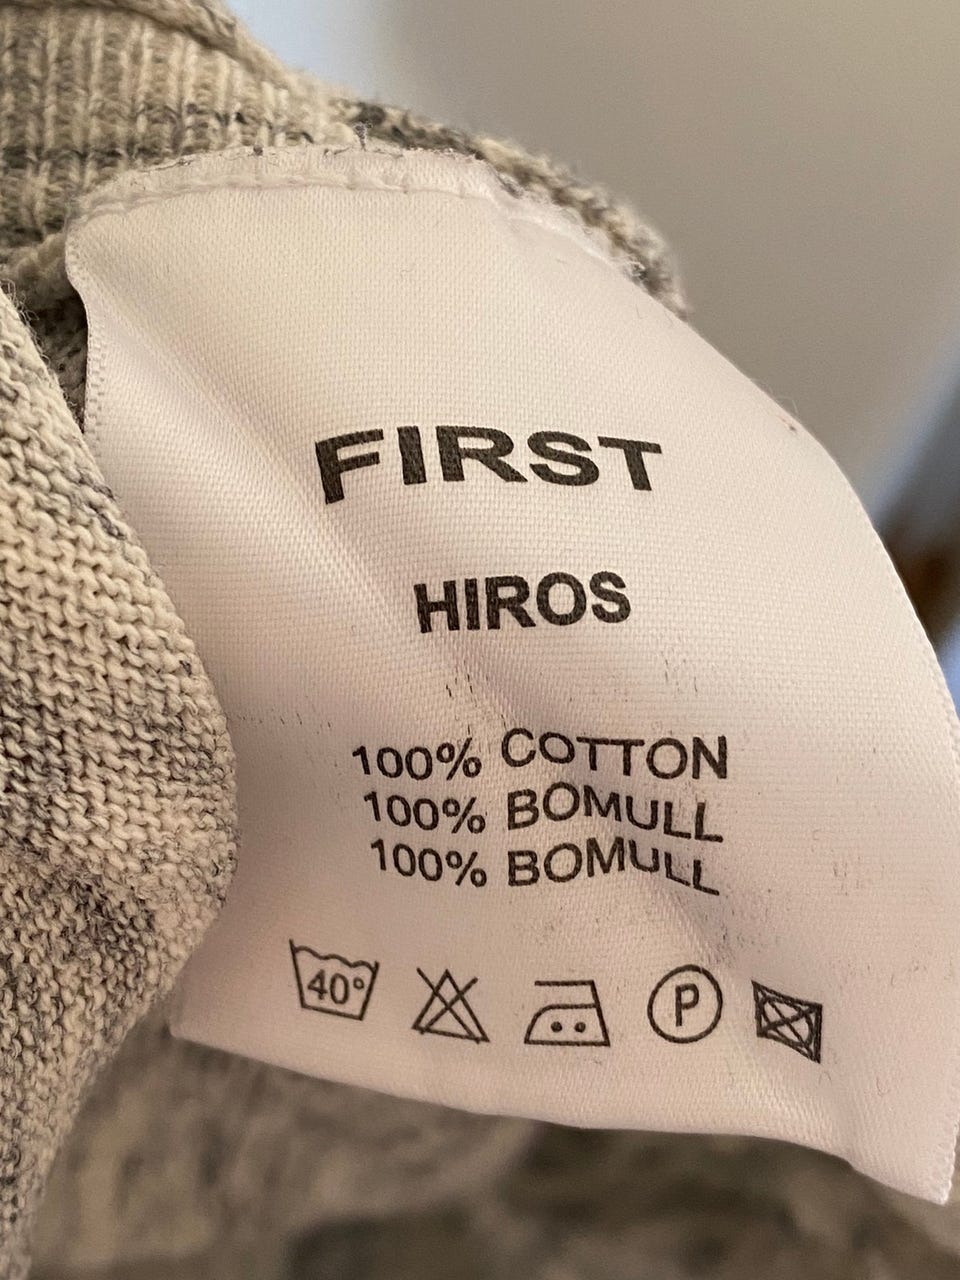 FIRST
HIROS
100% COTTON
100% BOMULL
100% BOMULL
40° P